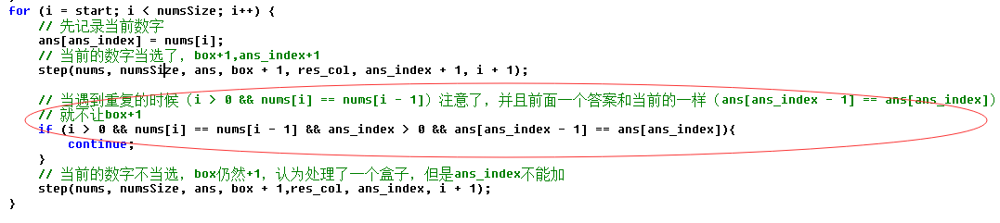 for (i = start; i < numsSize; i++) {
// 先记录当前数字
ans[ans_index] = nums[i];
// 当前的数字当选了，box+1,ans_index+1
step(nums, numsSize, ans, box + 1, res_col, ans_index + 1, i + 1);
// 当遇到重复的时候（i > 0 && nums[i] == nums[i - 1]）注意了，并且前面一个答案和当前的一样（ans[ans_index - 1] == ans[ans_index]）
// 就不让box+1
if (i > 0 && nums[i] == nums[i - 1] && ans_index > 0 && ans[ans_index - 1] == ans[ans_index]){
continue;
}
// 当前的数字不当选，box仍然+1，认为处理了一个盒子，但是ans_index不能加
step(nums, numsSize, ans, box + 1,res_col, ans_index, i + 1);
}